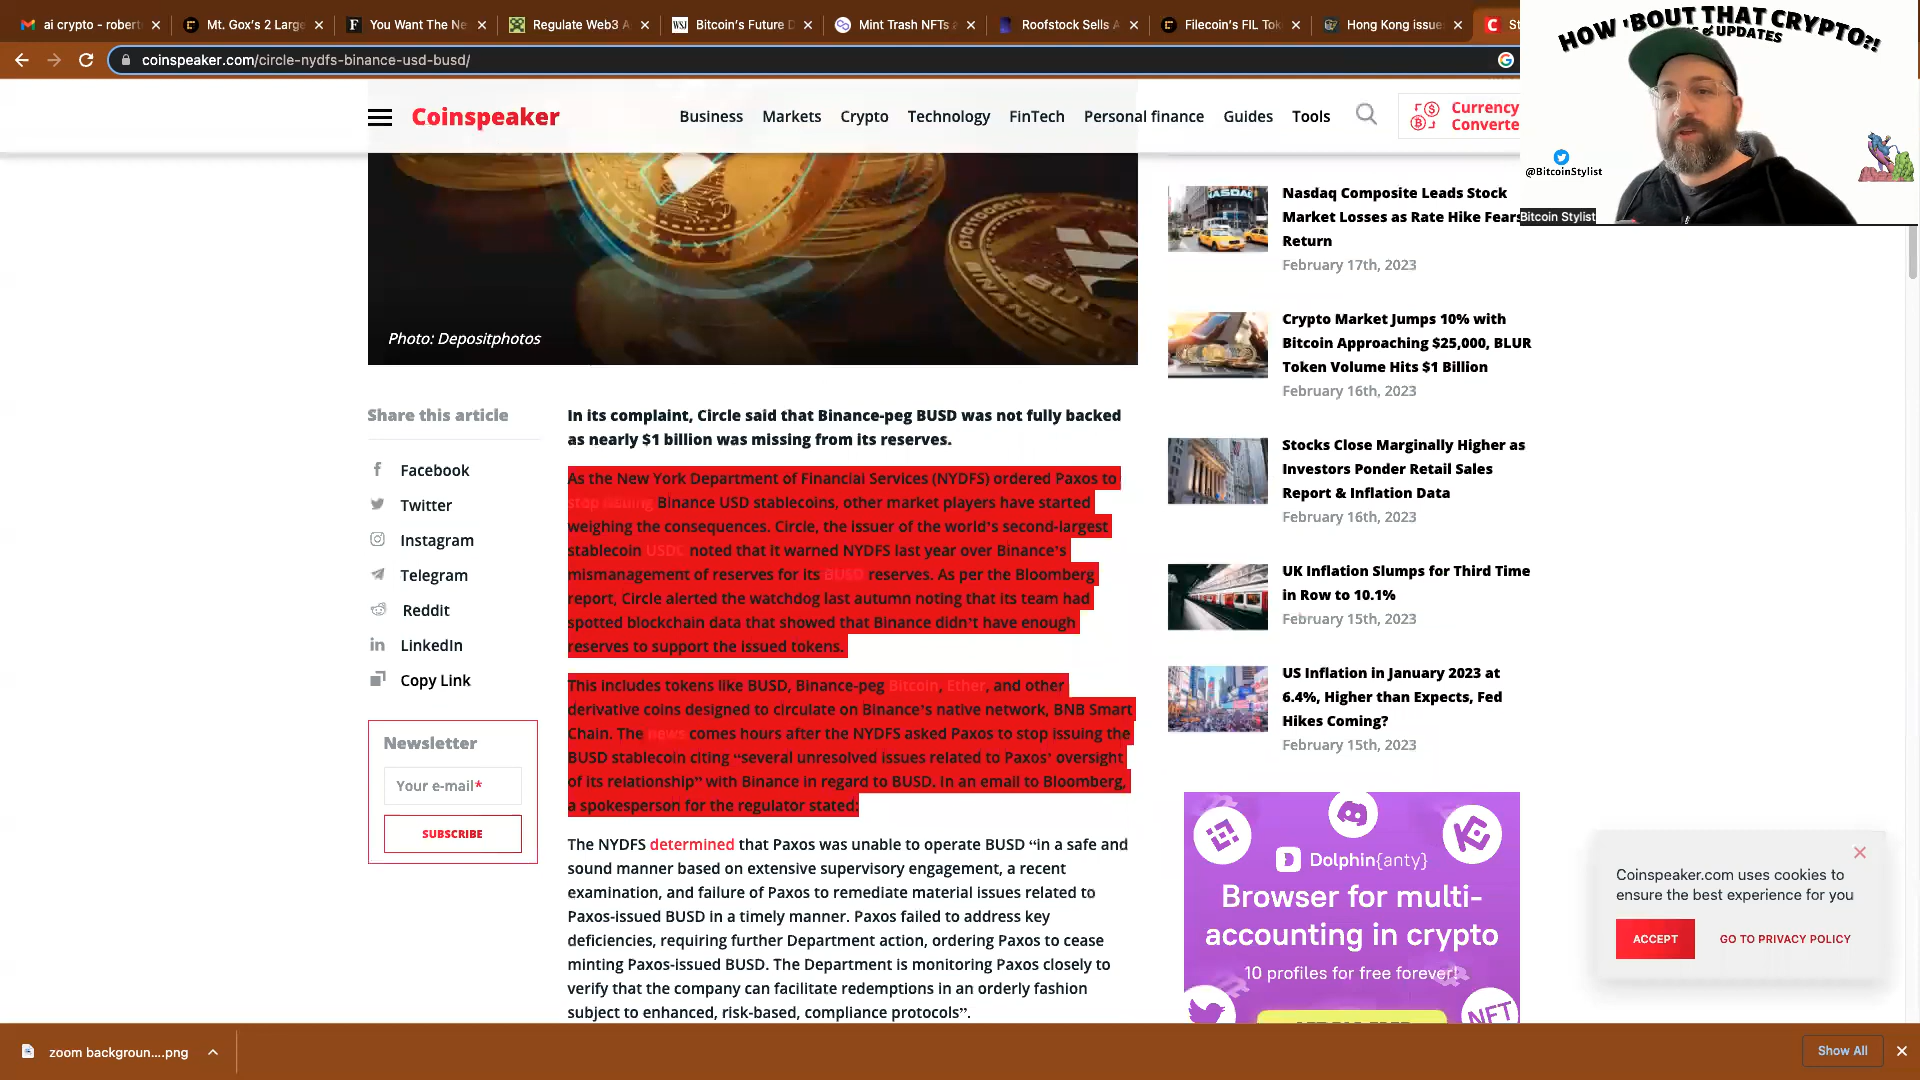 ai crypto - robert
Mt. Gox's 2 Large
You Want The Ne
Regulate Web3 A
Bitcoin's Future D
Mint Trash NFTs a
Roofstock Sells A
Filecoin's FIL Tok
Hong Kong issue
St
coinspeaker.com/circle-nydfs-binance-usd-busd/
HOW 'BOUT THAT CRYPTO?!
& UPDATES
@BitcoinStylist
Bitcoin Stylist
Coinspeaker
Business
Markets
Crypto
Technology
FinTech
Personal finance
Guides
Tools
Currency
Converte
Photo: Depositphotos
Share this article
Facebook
Twitter
Instagram
Telegram
Reddit
LinkedIn
Copy Link
Newsletter
Your e-mail*
SUBSCRIBE
In its complaint, Circle said that Binance-peg BUSD was not fully backed
as nearly $1 billion was missing from its reserves.
As the New York Department of Financial Services (NYDFS) ordered Paxos to
stop issuing Binance USD stablecoins, other market players have started
weighing the consequences. Circle, the issuer of the world's second-largest
stablecoin USDC noted that it warned NYDFS last year over Binance's
mismanagement of reserves for its BUSD reserves. As per the Bloomberg
report, Circle alerted the watchdog last autumn noting that its team had
spotted blockchain data that showed that Binance didn't have enough
reserves to support the issued tokens.
This includes tokens like BUSD, Binance-peg Bitcoin, Ether, and other
derivative coins designed to circulate on Binance's native network, BNB Smart
Chain. The news comes hours after the NYDFS asked Paxos to stop issuing the
BUSD stablecoin citing “several unresolved issues related to Paxos' oversight
of its relationship” with Binance in regard to BUSD. In an email to Bloomberg,
a spokesperson for the regulator stated:
The NYDFS determined that Paxos was unable to operate BUSD “in a safe and
sound manner based on extensive supervisory engagement, a recent
examination, and failure of Paxos to remediate material issues related to
Paxos-issued BUSD in a timely manner. Paxos failed to address key
deficiencies, requiring further Department action, ordering Paxos to cease
minting Paxos-issued BUSD. The Department is monitoring Paxos closely to
verify that the company can facilitate redemptions in an orderly fashion
subject to enhanced, risk-based, compliance protocols”.
Nasdaq Composite Leads Stock
Market Losses as Rate Hike Fears
Return
February 17th, 2023
Crypto Market Jumps 10% with
Bitcoin Approaching $25,000, BLUR
Token Volume Hits $1 Billion
February 16th, 2023
Stocks Close Marginally Higher as
Investors Ponder Retail Sales
Report & Inflation Data
February 16th, 2023
UK Inflation Slumps for Third Time
in Row to 10.1%
February 15th, 2023
US Inflation in January 2023 at
6.4%, Higher than Expects, Fed
Hikes Coming?
February 15th, 2023
Dolphin{anty}
Browser for multi-
accounting in crypto
10 profiles for free forever!
NFT
Coinspeaker.com uses cookies to
ensure the best experience for you
ACCEPT
GO TO PRIVACY POLICY
zoom backgroun....png
Show All